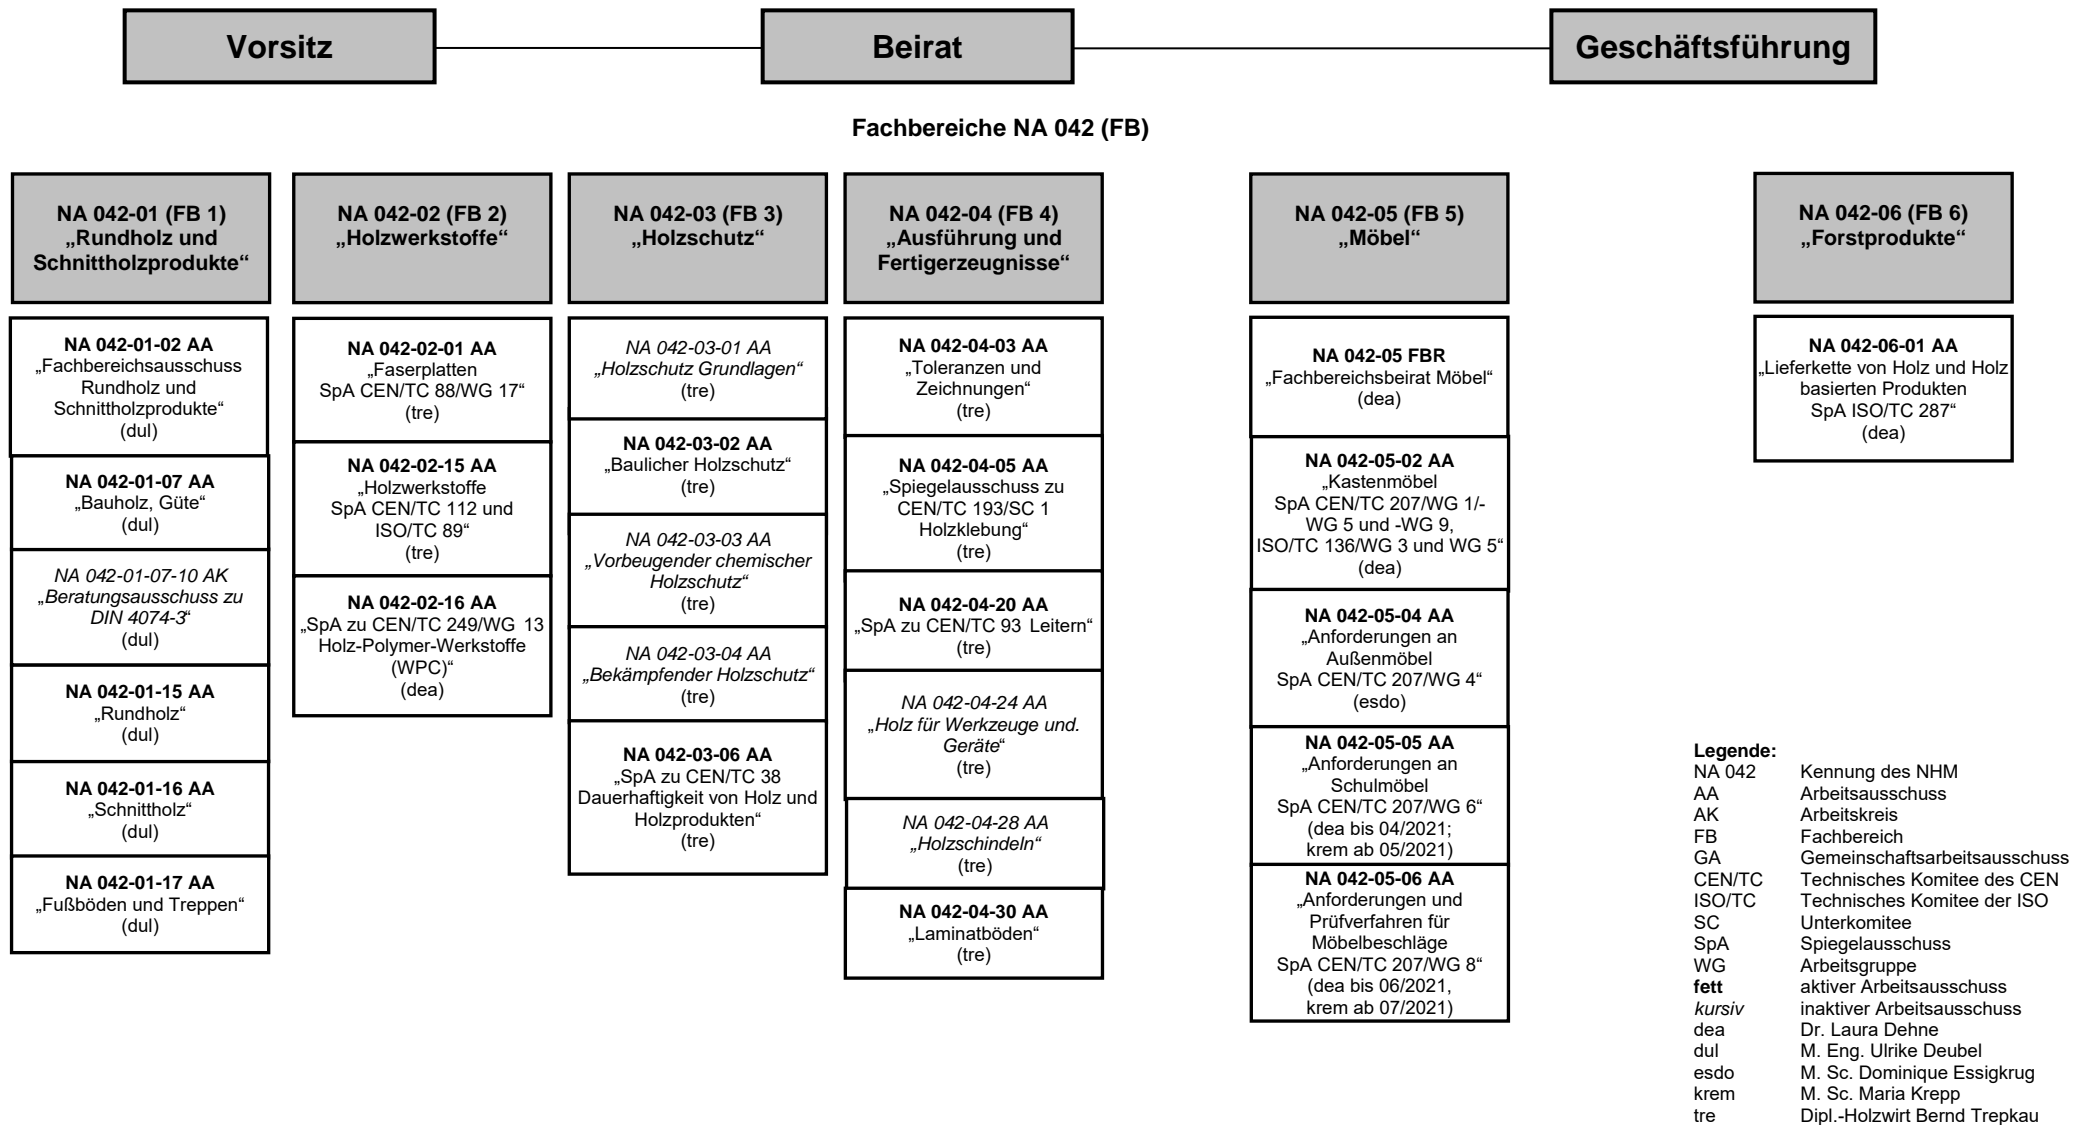 Vorsitz
Beirat
Geschäftsführung
Fachbereiche NA 042 (FB)
NA 042-01 (FB 1)
„Rundholz und
Schnittholzprodukte“
NA 042-01-02 AA
„Fachbereichsausschuss
Rundholz und
Schnittholzprodukte“
(dul)
NA 042-01-07 AA
„Bauholz, Güte“
(dul)
NA 042-01-07-10 AK
„Beratungsausschuss zu
DIN 4074-3“
(dul)
NA 042-01-15 AA
„Rundholz“
(dul)
NA 042-01-16 AA
„Schnittholz“
(dul)
NA 042-01-17 AA
„Fußböden und Treppen“
(dul)
NA 042-02 (FB 2)
„Holzwerkstoffe“
NA 042-02-01 AA
„Faserplatten
SpA CEN/TC 88/WG 17“
(tre)
NA 042-02-15 AA
„Holzwerkstoffe
SpA CEN/TC 112 und
ISO/TC 89“
(tre)
NA 042-02-16 AA
„SpA zu CEN/TC 249/WG 13
Holz-Polymer-Werkstoffe
(WPC)“
(dea)
NA 042-03 (FB 3)
„Holzschutz“
NA 042-03-01 AA
„Holzschutz Grundlagen“
(tre)
NA 042-03-02 AA
„Baulicher Holzschutz“
(tre)
NA 042-03-03 AA
„Vorbeugender chemischer
Holzschutz“
(tre)
NA 042-03-04 AA
„Bekämpfender Holzschutz“
(tre)
NA 042-03-06 AA
„SpA zu CEN/TC 38
Dauerhaftigkeit von Holz und
Holzprodukten“
(tre)
NA 042-04 (FB 4)
„Ausführung und
Fertigerzeugnisse“
NA 042-04-03 AA
„Toleranzen und
Zeichnungen“
(tre)
NA 042-04-05 AA
„Spiegelausschuss zu
CEN/TC 193/SC 1
Holzklebung“
(tre)
NA 042-04-20 AA
„SpA zu CEN/TC 93 Leitern“
(tre)
NA 042-04-24 AA
„Holz für Werkzeuge und.
Geräte“
(tre)
NA 042-04-28 AA
„Holzschindeln“
(tre)
NA 042-04-30 AA
„Laminatböden“
(tre)
NA 042-05 (FB 5)
„Möbel“
NA 042-05 FBR
„Fachbereichsbeirat Möbel“
(dea)
NA 042-05-02 AA
„Kastenmöbel
SpA CEN/TC 207/WG 1/-
WG 5 und -WG 9,
ISO/TC 136/WG 3 und WG 5“
(dea)
NA 042-05-04 AA
„Anforderungen an
Außenmöbel
SpA CEN/TC 207/WG 4“
(esdo)
NA 042-05-05 AA
„Anforderungen an
Schulmöbel
SpA CEN/TC 207/WG 6“
(dea bis 04/2021;
krem ab 05/2021)
NA 042-05-06 AA
„Anforderungen und
Prüfverfahren für
Möbelbeschläge
SpA CEN/TC 207/WG 8“
(dea bis 06/2021,
krem ab 07/2021)
NA 042-06 (FB 6)
„Forstprodukte“
NA 042-06-01 AA
„Lieferkette von Holz und Holz
basierten Produkten
SpA ISO/TC 287“
(dea)
Legende:
NA 042 Kennung des NHM
AA Arbeitsausschuss
AK Arbeitskreis
FB Fachbereich
GA Gemeinschaftsarbeitsausschuss
CEN/TC Technisches Komitee des CEN
ISO/TC Technisches Komitee der ISO
SC Unterkomitee
SpA Spiegelausschuss
WG Arbeitsgruppe
fett aktiver Arbeitsausschuss
kursiv inaktiver Arbeitsausschuss
dea Dr. Laura Dehne
dul M. Eng. Ulrike Deubel
esdo M. Sc. Dominique Essigkrug
krem M. Sc. Maria Krepp
tre Dipl.-Holzwirt Bernd Trepkau